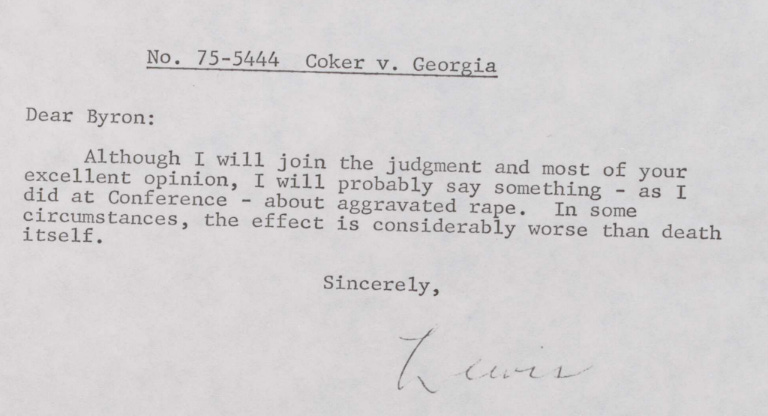 No. 75-5444 Coker v. Georgia
Dear Byron:
Although I will join the judgment and most of your
excellent opinion, I will probably say something - as I
did at Conference - about aggravated rape. In some
circumstances, the effect is considerably worse than death
itself.
Sincerely,
Lewis